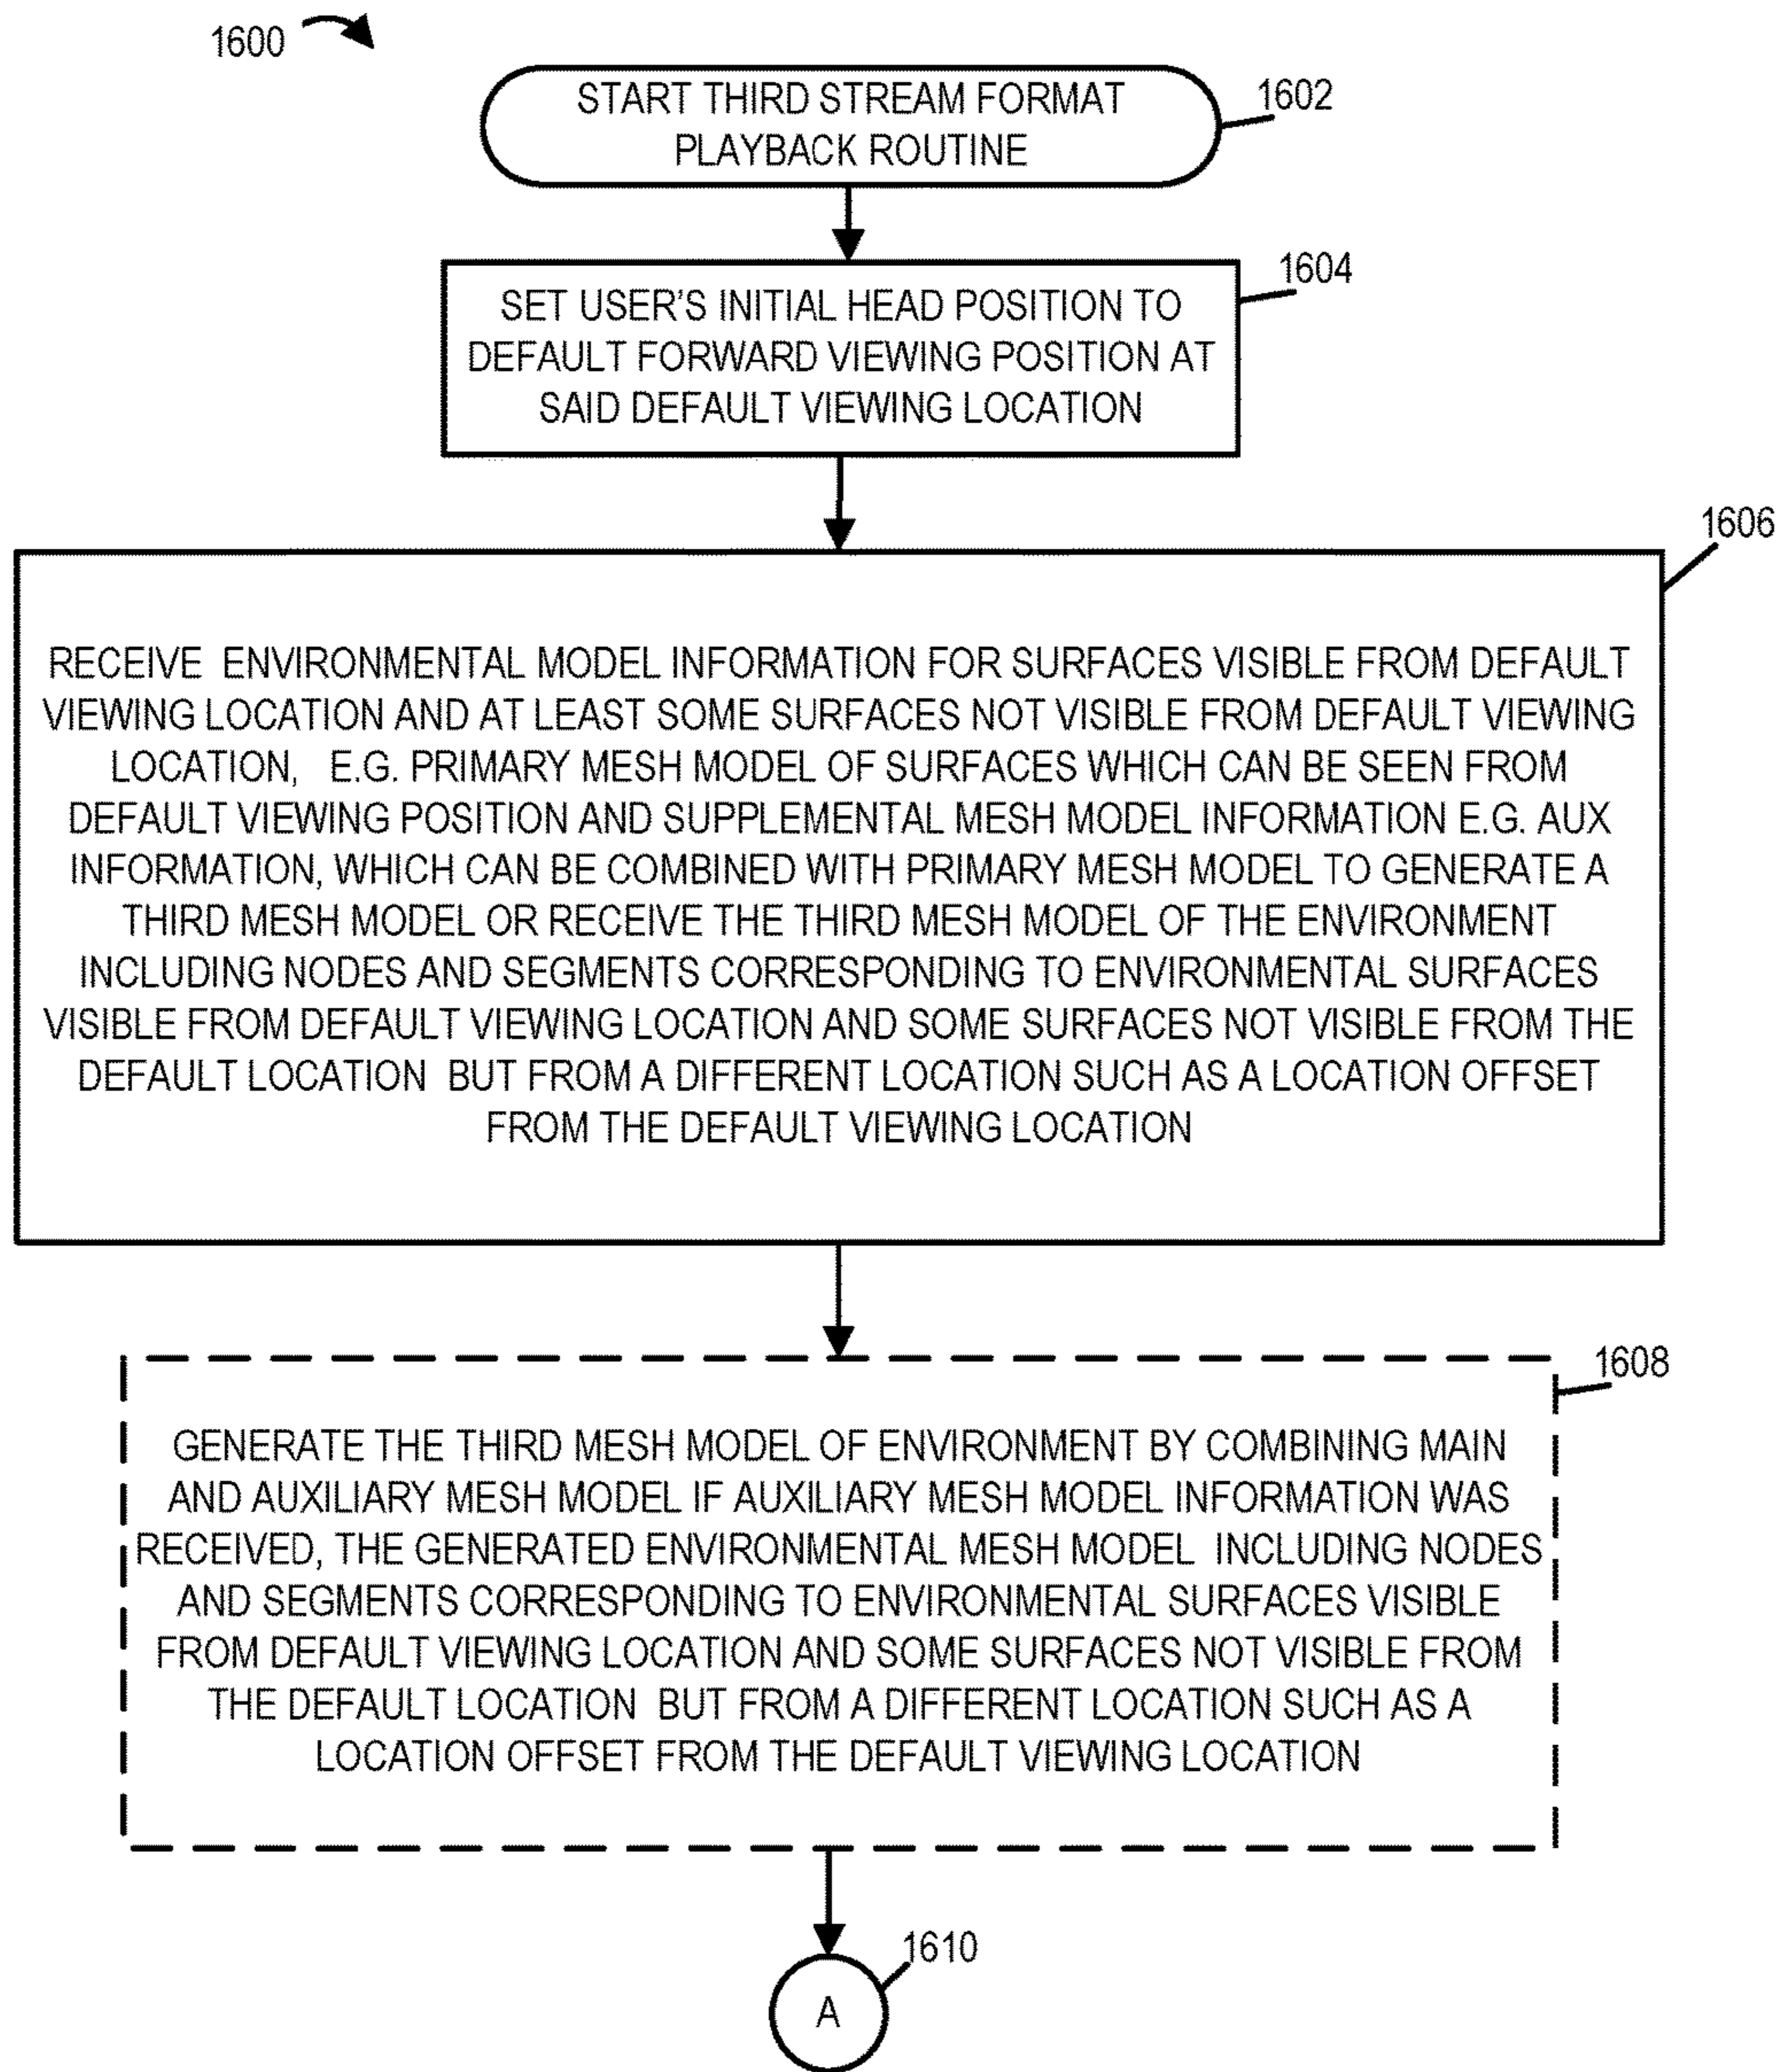 1600
START THIRD STREAM FORMAT
PLAYBACK ROUTINE
1602
SET USER'S INITIAL HEAD POSITION TO
DEFAULT FORWARD VIEWING POSITION AT
SAID DEFAULT VIEWING LOCATION
1604
1606
RECEIVE ENVIRONMENTAL MODEL INFORMATION FOR SURFACES VISIBLE FROM DEFAULT
VIEWING LOCATION AND AT LEAST SOME SURFACES NOT VISIBLE FROM DEFAULT VIEWING
LOCATION, E.G. PRIMARY MESH MODEL OF SURFACES WHICH CAN BE SEEN FROM
DEFAULT VIEWING POSITION AND SUPPLEMENTAL MESH MODEL INFORMATION E.G. AUX
INFORMATION, WHICH CAN BE COMBINED WITH PRIMARY MESH MODEL TO GENERATE A
THIRD MESH MODEL OR RECEIVE THE THIRD MESH MODEL OF THE ENVIRONMENT
INCLUDING NODES AND SEGMENTS CORRESPONDING TO ENVIRONMENTAL SURFACES
VISIBLE FROM DEFAULT VIEWING LOCATION AND SOME SURFACES NOT VISIBLE FROM THE
DEFAULT LOCATION BUT FROM A DIFFERENT LOCATION SUCH AS A LOCATION OFFSET
FROM THE DEFAULT VIEWING LOCATION
1608
GENERATE THE THIRD MESH MODEL OF ENVIRONMENT BY COMBINING MAIN
AND AUXILIARY MESH MODEL IF AUXILIARY MESH MODEL INFORMATION WAS
RECEIVED, THE GENERATED ENVIRONMENTAL MESH MODEL INCLUDING NODES
AND SEGMENTS CORRESPONDING TO ENVIRONMENTAL SURFACES VISIBLE
FROM DEFAULT VIEWING LOCATION AND SOME SURFACES NOT VISIBLE FROM
THE DEFAULT LOCATION BUT FROM A DIFFERENT LOCATION SUCH AS A
LOCATION OFFSET FROM THE DEFAULT VIEWING LOCATION
1610
A